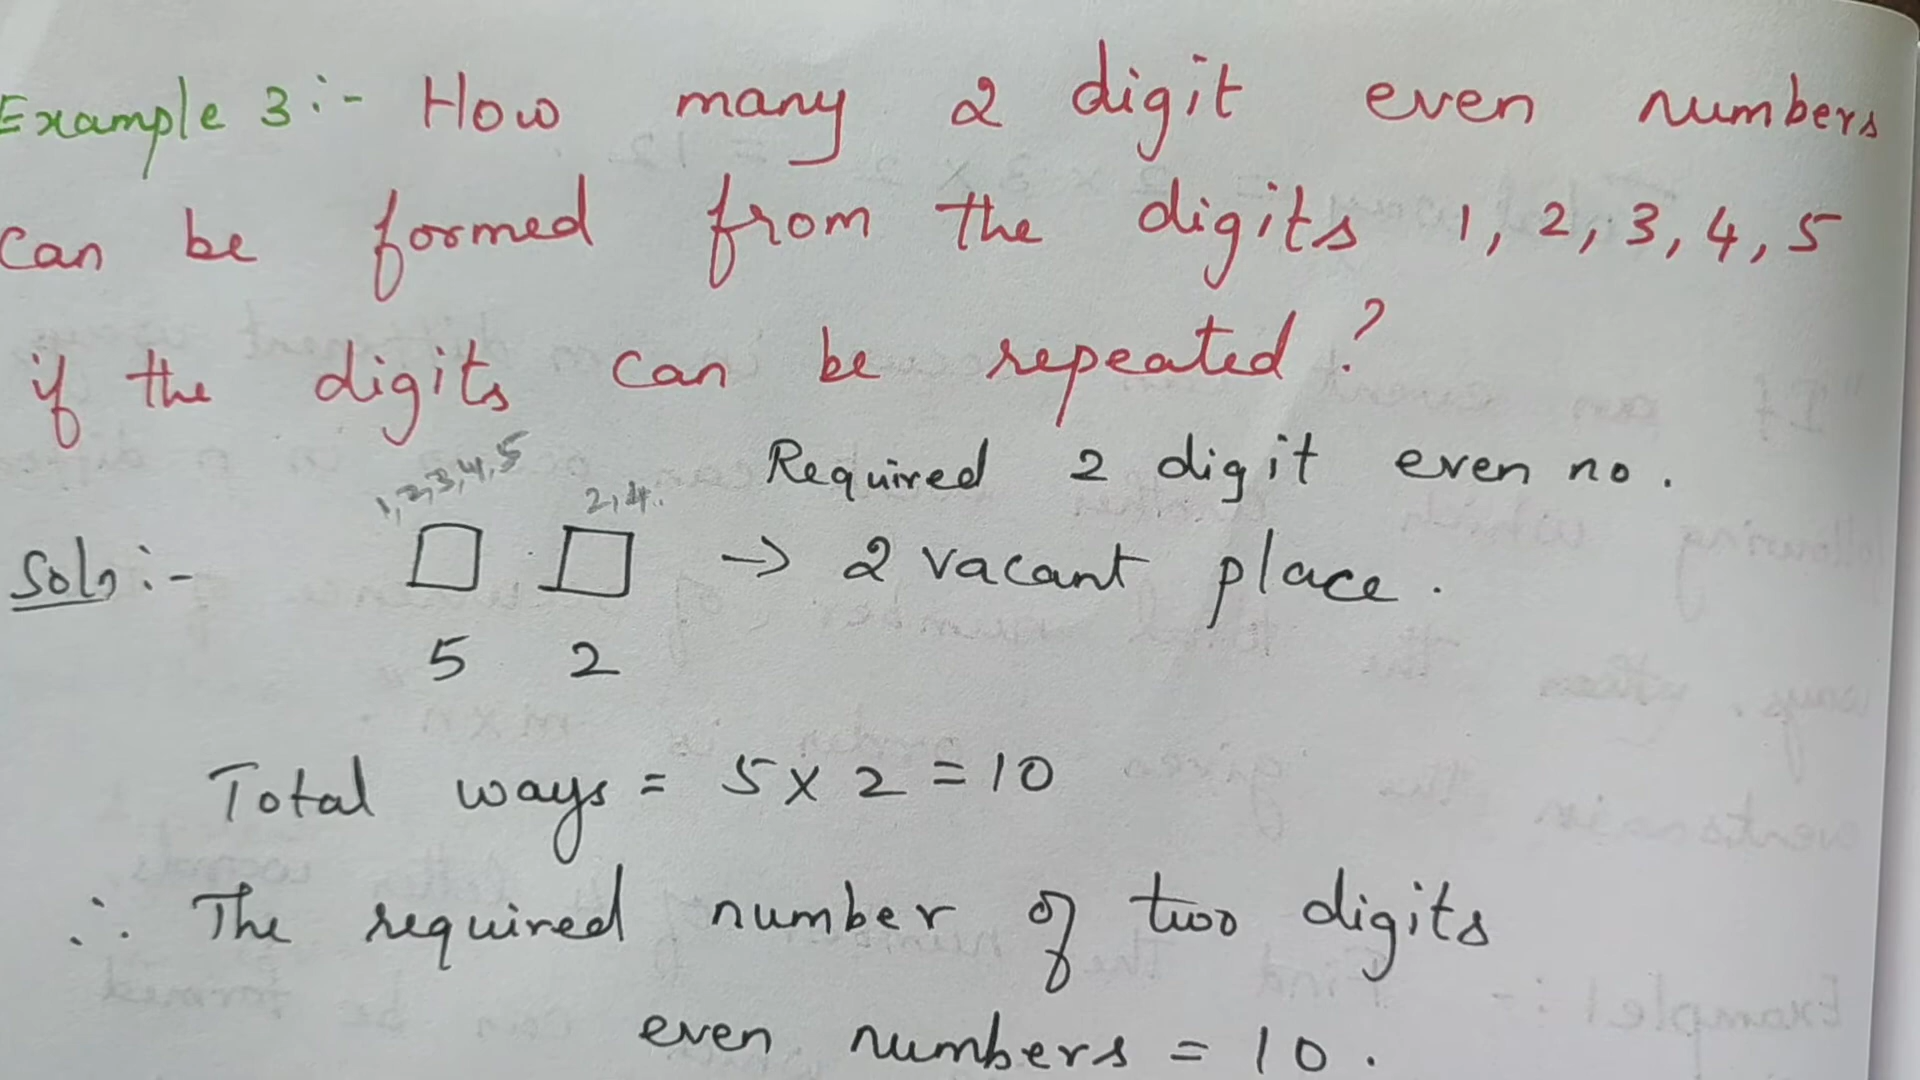 Example 3:- How many 2 digit even numbers
can be formed from the digits 1, 2, 3, 4, 5
if the digits can be repeated?
1, 2, 3, 4, 5 2, 4. Required 2 digit even no.
Soln:- → 2 vacant place.
5 2
Total ways = 5 x 2 = 10
∴ The required number of two digits
even numbers = 10.